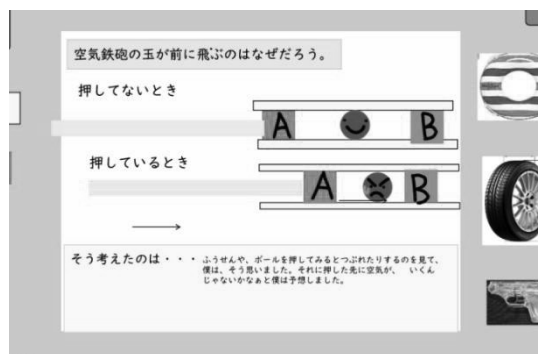 空気鉄砲の玉が前に飛ぶのはなぜだろう。
押してないとき
A B
押しているとき
A B
そう考えたのは・・・
ふうせんや、ボールを押してみるとつぶれたりするのを見て、
僕は、そう思いました。それに押した先に空気が、 いくん
じゃないかなぁと僕は予想しました。